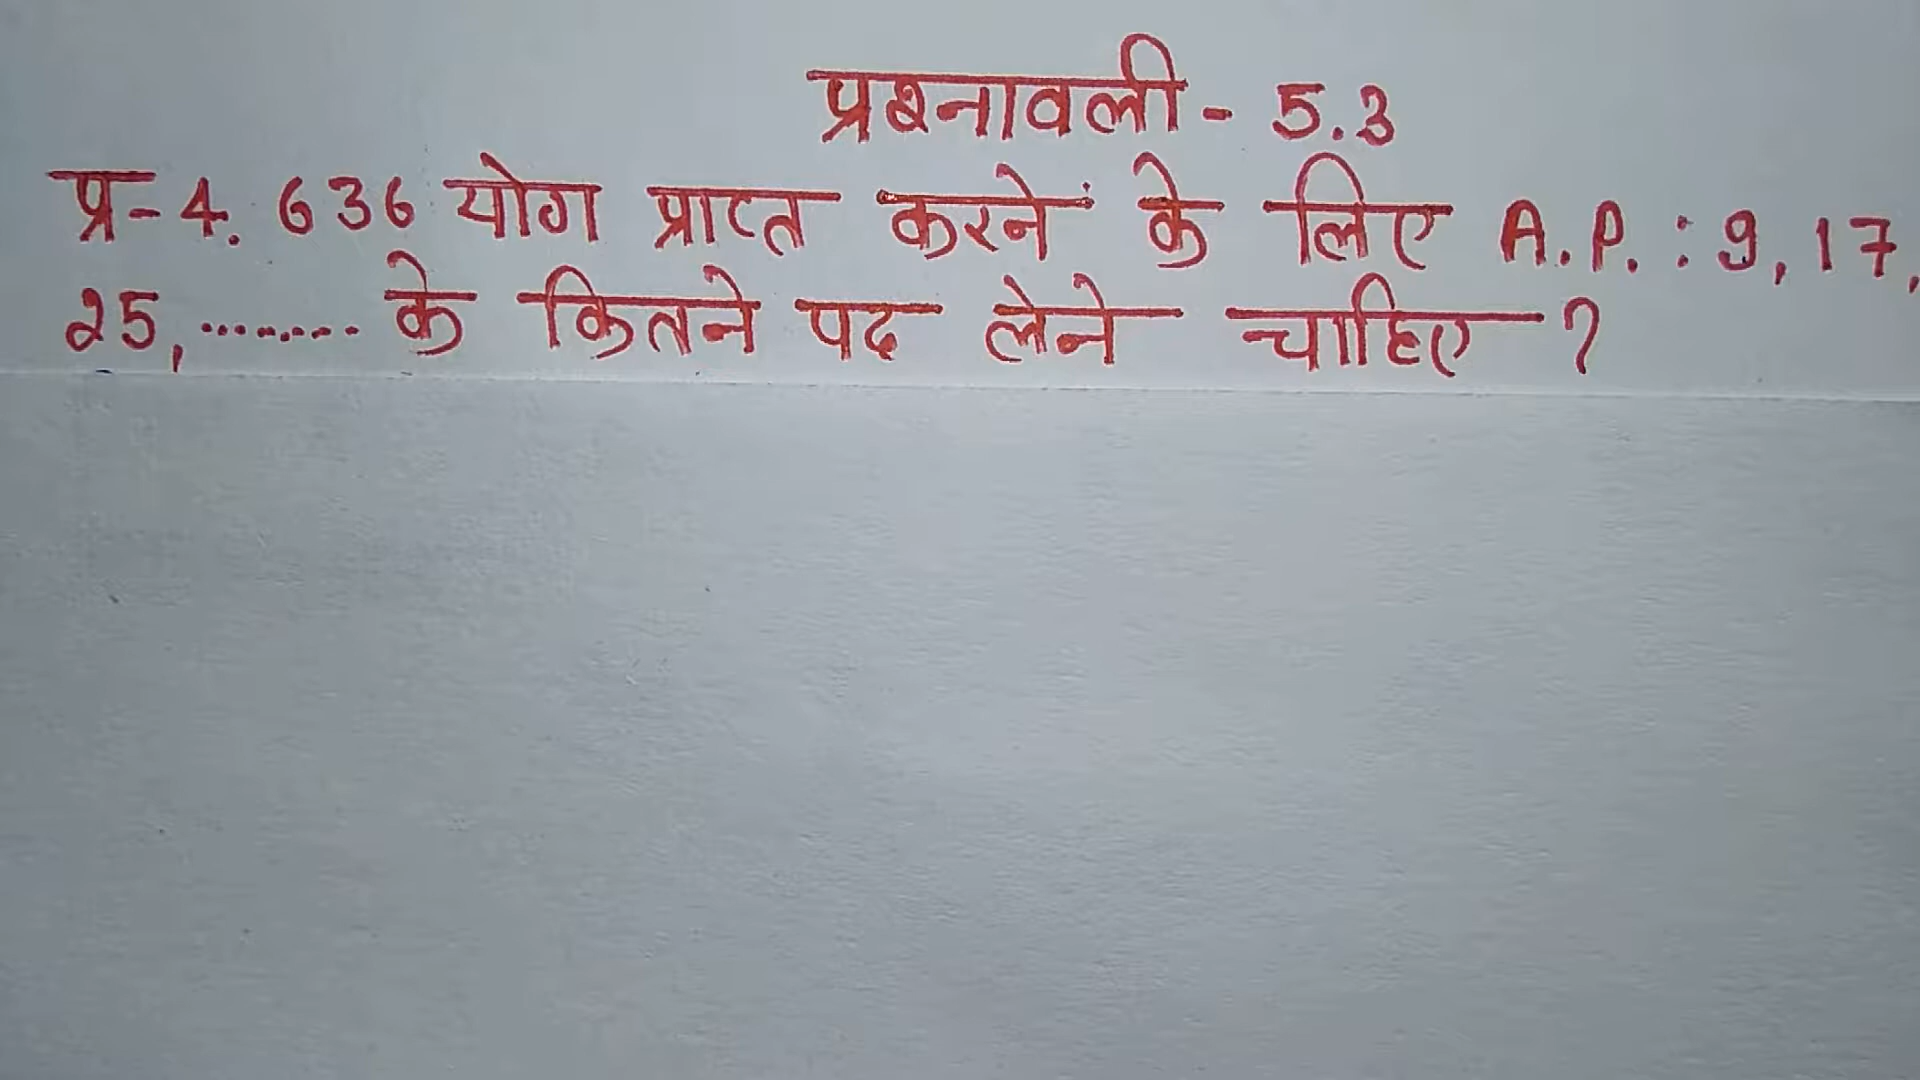 प्रश्नावली - 5.3
प्र-4. 636 योग प्राप्त करनें के लिए A.P. : 9, 17,
25, ........ के कितने पद लेने चाहिए ?